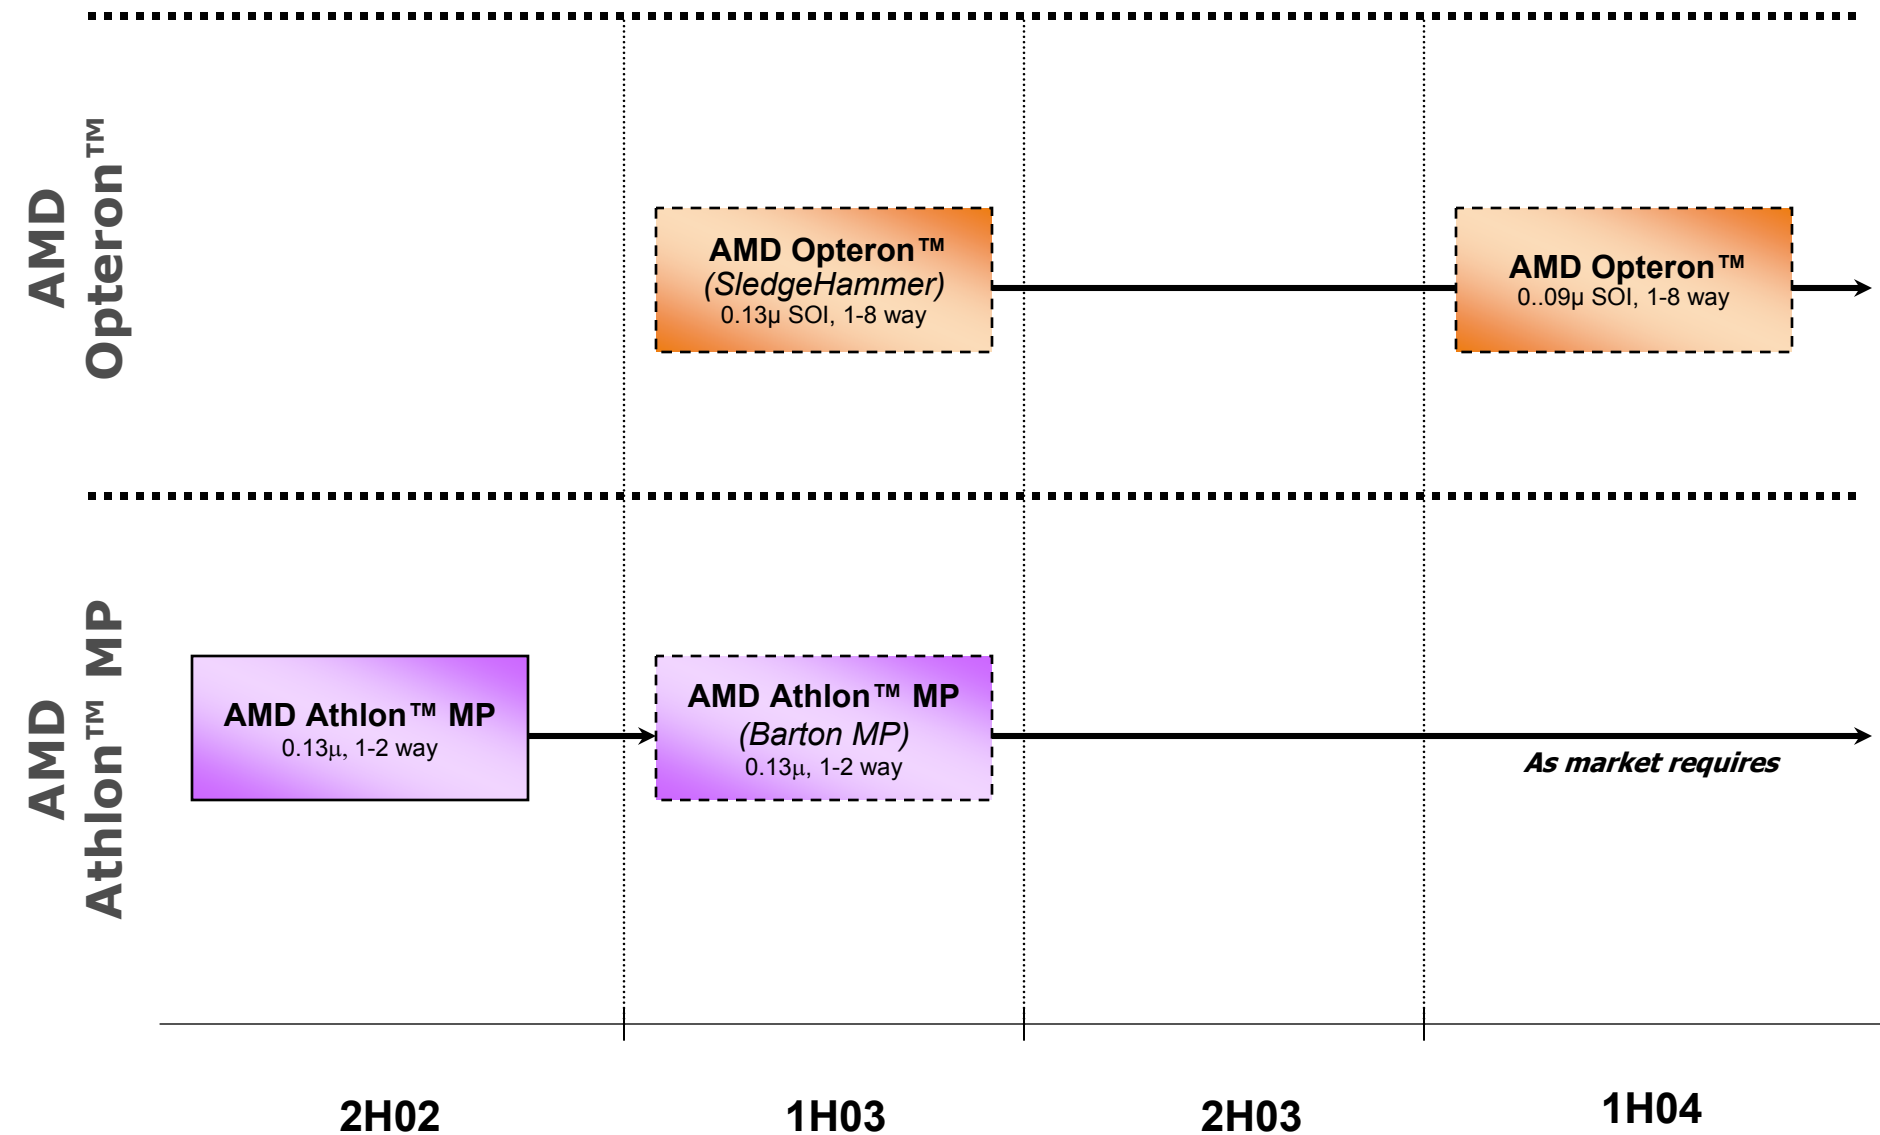 AMD
Opteron™
AMD Opteron™
(SledgeHammer)
0.13µ SOI, 1-8 way
AMD Opteron™
0..09µ SOI, 1-8 way
AMD
Athlon™ MP
AMD Athlon™ MP
0.13μ, 1-2 way
AMD Athlon™ MP
(Barton MP)
0.13μ, 1-2 way
As market requires
2H02
1H03
2H03
1H04